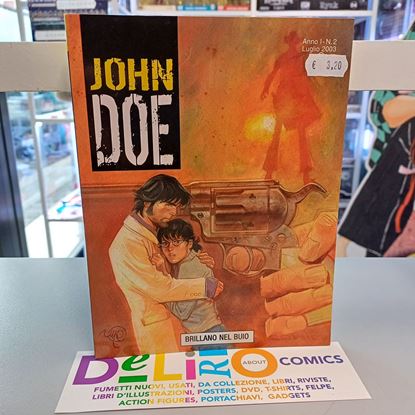 JOHN
DOE
Anno I - N. 2
Luglio 2003
€ 3,20
BRILLANO NEL BUIO
DeLiRiO ABOUT COMICS
FUMETTI NUOVI, USATI, DA COLLEZIONE, LIBRI, RIVISTE,
LIBRI D'ILLUSTRAZIONI, POSTERS, DVD, T-SHIRTS, FELPE,
ACTION FIGURES, PORTACHIAVI, GADGETS